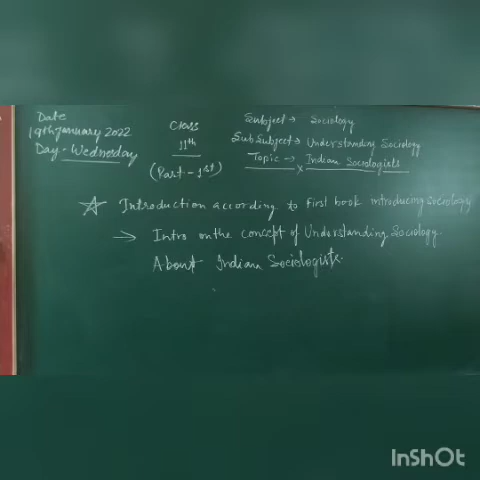 Date
19th January 2022
Day - Wednesday
Class
11th
(Part - 1st)
Subject → Sociology
Sub Subject → Understanding Sociology
Topic → Indian Sociologists
x
☆ Introduction according to first book introducing sociology
→ Intro on the concept of Understanding Sociology.
About Indian Sociologists.
InShOt